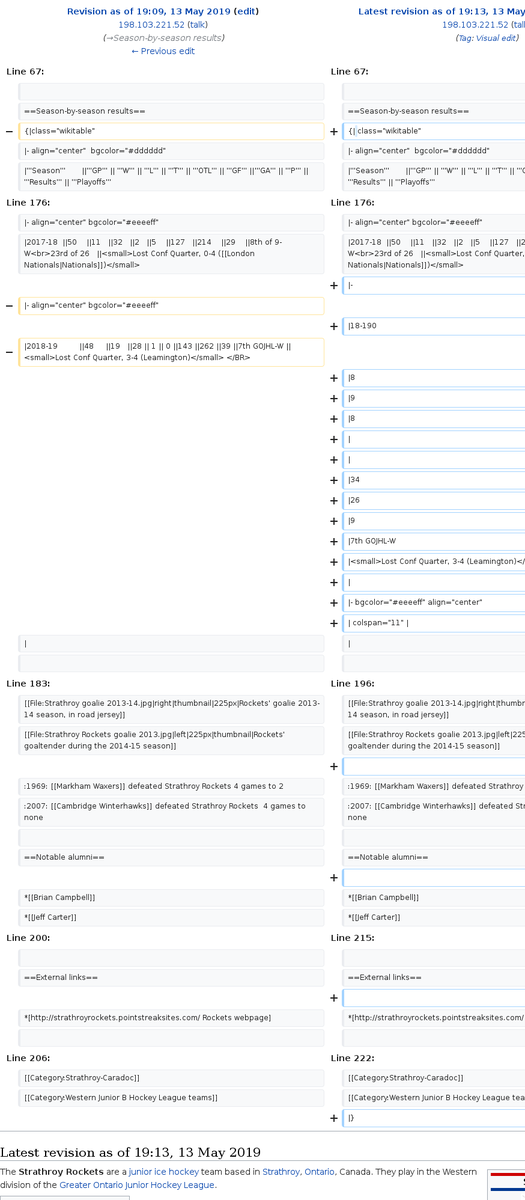 Revision as of 19:09, 13 May 2019 (edit)
198.103.221.52 (talk)
(→Season-by-season results)
← Previous edit
Latest revision as of 19:13, 13 May
198.103.221.52
(Tag: Visual edit)
Line 67:
Line 67:
==Season-by-season results==
==Season-by-season results==
− {|class="wikitable"
+ {| class="wikitable"
|- align="center"  bgcolor="#dddddd"
|- align="center"  bgcolor="#dddddd"
|'''Season'''      ||'''GP''' || '''W''' || '''L''' || '''T''' || '''OTL''' || '''GF''' ||'''GA''' || '''P''' ||
'''Results''' || '''Playoffs'''
|'''Season'''      ||'''GP''' || '''W''' || '''L''' || '''T''' ||
'''Results''' || '''Playoffs'''
Line 176:
Line 176:
|- align="center" bgcolor="#eeeeff"
|- align="center" bgcolor="#eeeeff"
|2017-18  ||50    ||11   ||32   ||2   ||5    ||127   ||214    ||29    ||8th of 9-
W<br>23rd of 26   ||<small>Lost Conf Quarter, 0-4 ([[London
Nationals|Nationals]])</small>
|2017-18  ||50    ||11   ||32   ||2   ||5    ||127
W<br>23rd of 26   ||<small>Lost Conf Quarter, 0-4
Nationals|Nationals]])</small>
+ |-
− |- align="center" bgcolor="#eeeeff"
+ |18-190
− |2018-19         ||48     ||19   ||28 || 1 || 0 ||143 ||262 ||39 ||7th GOJHL-W ||
<small>Lost Conf Quarter, 3-4 (Leamington)</small> </BR>
+ |8
+ |9
+ |8
+ |
+ |
+ |34
+ |26
+ |9
+ |7th GOJHL-W
+ |<small>Lost Conf Quarter, 3-4 (Leamington)</
+ |
+ |- bgcolor="#eeeeff" align="center"
+ | colspan="11" |
|
|
Line 183:
Line 196:
[[File:Strathroy goalie 2013-14.jpg|right|thumbnail|225px|Rockets' goalie 2013-
14 season, in road jersey]]
[[File:Strathroy goalie 2013-14.jpg|right|thumbnail
14 season, in road jersey]]
[[File:Strathroy Rockets goalie 2013.jpg|left|225px|thumbnail|Rockets'
goaltender during the 2014-15 season]]
[[File:Strathroy Rockets goalie 2013.jpg|left|225
goaltender during the 2014-15 season]]
+
:1969: [[Markham Waxers]] defeated Strathroy Rockets 4 games to 2
:1969: [[Markham Waxers]] defeated Strathroy
:2007: [[Cambridge Winterhawks]] defeated Strathroy Rockets  4 games to
none
:2007: [[Cambridge Winterhawks]] defeated
none
==Notable alumni==
==Notable alumni==
+
*[[Brian Campbell]]
*[[Brian Campbell]]
*[[Jeff Carter]]
*[[Jeff Carter]]
Line 200:
Line 215:
==External links==
==External links==
+
*[http://strathroyrockets.pointstreaksites.com/ Rockets webpage]
*[http://strathroyrockets.pointstreaksites.com/
Line 206:
Line 222:
[[Category:Strathroy-Caradoc]]
[[Category:Strathroy-Caradoc]]
[[Category:Western Junior B Hockey League teams]]
[[Category:Western Junior B Hockey League
+ |}
Latest revision as of 19:13, 13 May 2019
The Strathroy Rockets are a junior ice hockey team based in Strathroy, Ontario, Canada. They play in the Western
division of the Greater Ontario Junior Hockey League.